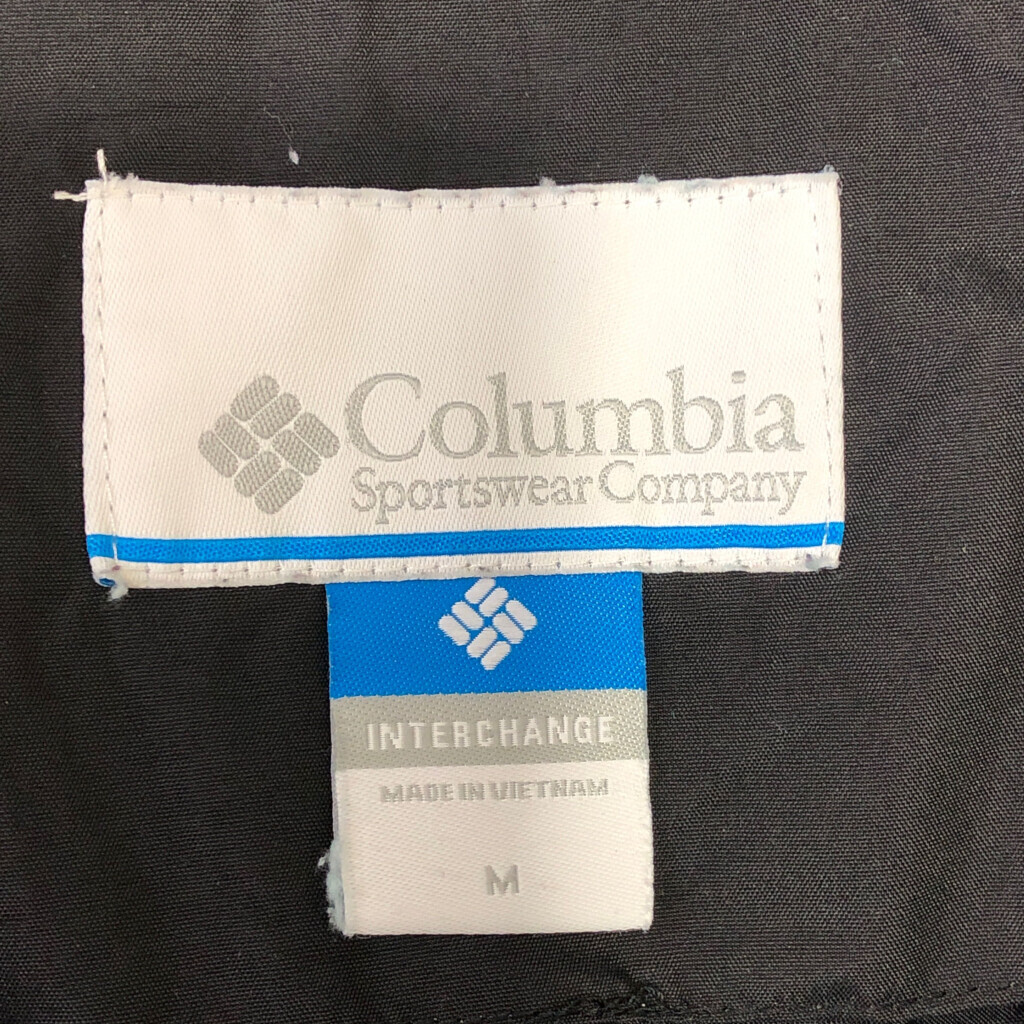 Columbia
Sportswear Company
INTERCHANGE
MADE IN VIETNAM
M